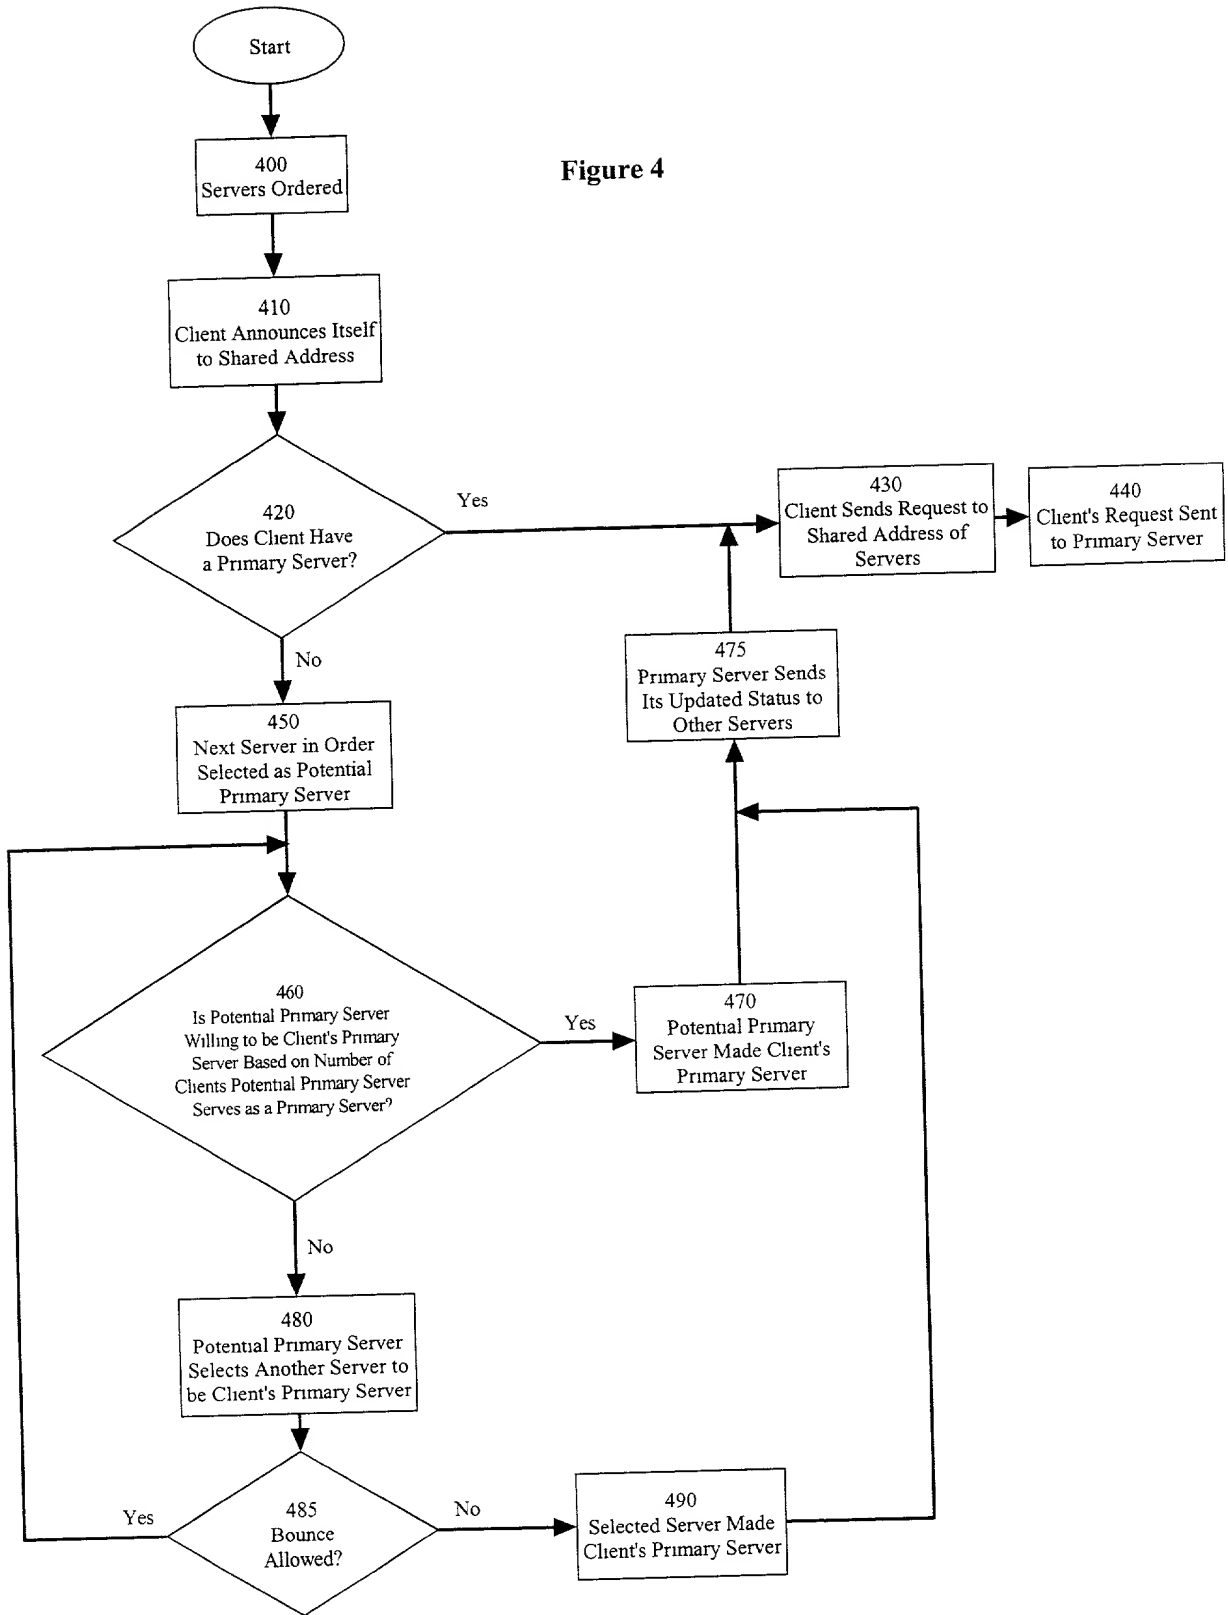 Start
400
Servers Ordered
Figure 4
410
Client Announces Itself
to Shared Address
420
Does Client Have
a Primary Server?
Yes
430
Client Sends Request to
Shared Address of
Servers
440
Client's Request Sent
to Primary Server
No
475
Primary Server Sends
Its Updated Status to
Other Servers
450
Next Server in Order
Selected as Potential
Primary Server
460
Is Potential Primary Server
Willing to be Client's Primary
Server Based on Number of
Clients Potential Primary Server
Serves as a Primary Server?
Yes
470
Potential Primary
Server Made Client's
Primary Server
No
480
Potential Primary Server
Selects Another Server to
be Client's Primary Server
Yes
485
Bounce
Allowed?
No
490
Selected Server Made
Client's Primary Server